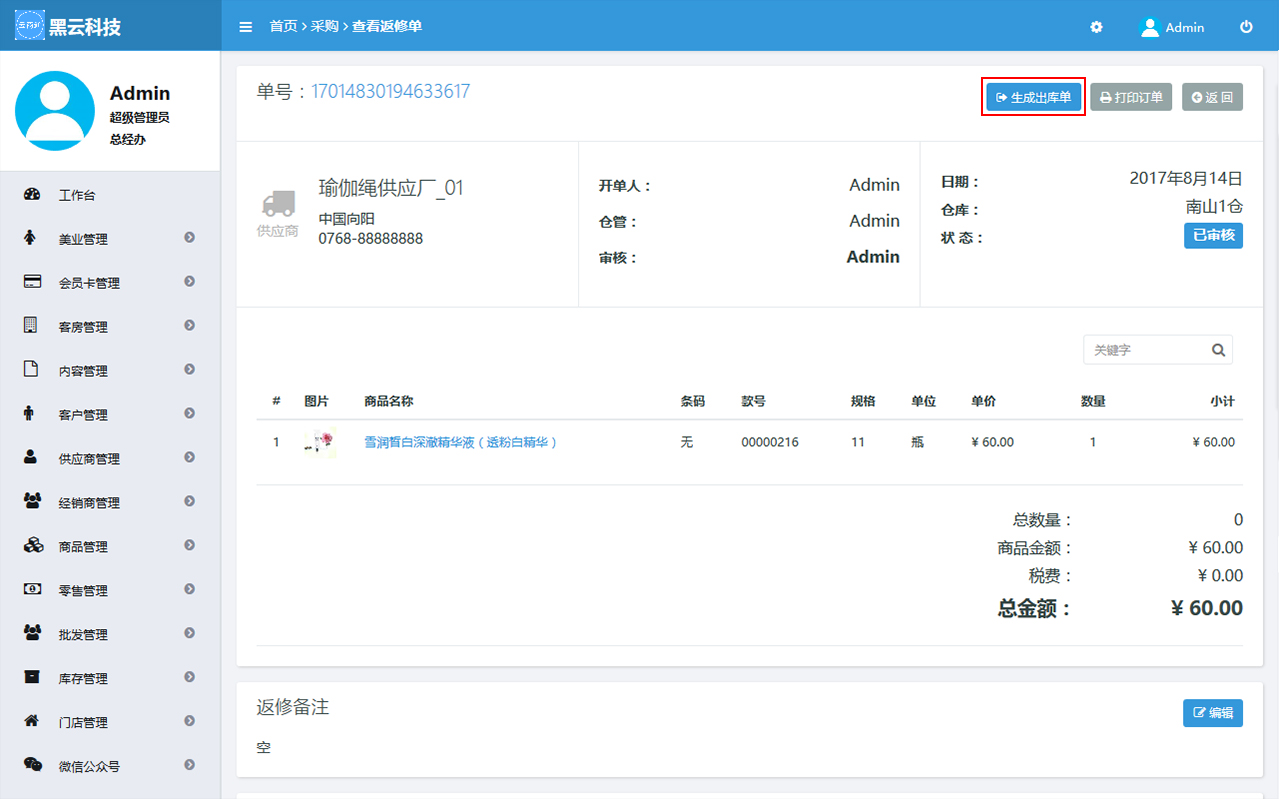 黑云科技
首页 > 采购 > 查看返修单
Admin
Admin
超级管理员
总经办
工作台
美业管理
会员卡管理
客房管理
内容管理
客户管理
供应商管理
经销商管理
商品管理
零售管理
批发管理
库存管理
门店管理
微信公众号
单号：17014830194633617
生成出库单
打印订单
返 回
供应商
瑜伽绳供应厂_01
中国向阳
0768-88888888
开单人： Admin
仓管： Admin
审核： Admin
日期： 2017年8月14日
仓库： 南山1仓
状 态： 已审核
关键字
# 图片 商品名称 条码 款号 规格 单位 单价 数量 小计
1 雪润皙白深澈精华液（透粉白精华） 无 00000216 11 瓶 ¥ 60.00 1 ¥ 60.00
总数量： 0
商品金额： ¥ 60.00
税费： ¥ 0.00
总金额： ¥ 60.00
返修备注
编辑
空